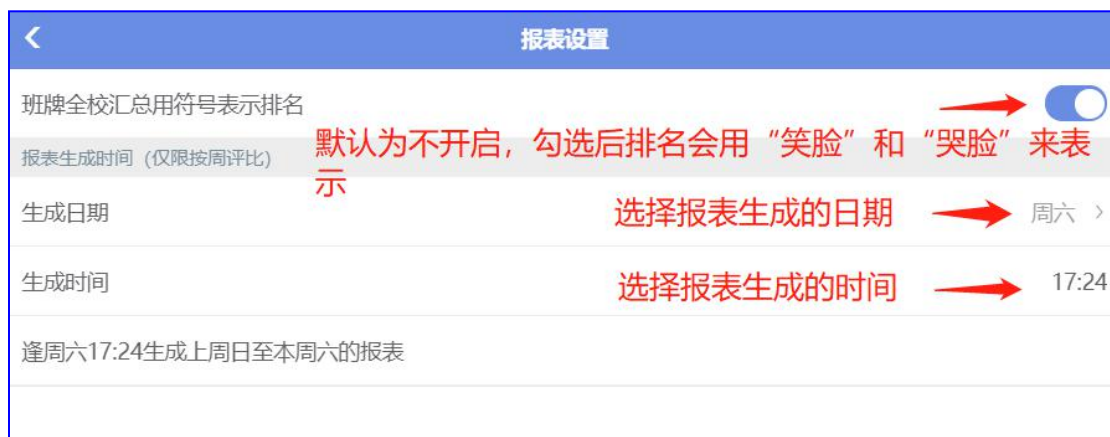 报表设置
班牌全校汇总用符号表示排名
默认为不开启，勾选后排名会用“笑脸”和“哭脸”来表
示
报表生成时间（仅限按周评比）
生成日期
选择报表生成的日期
周六
生成时间
选择报表生成的时间
17:24
逢周六17:24生成上周日至本周六的报表